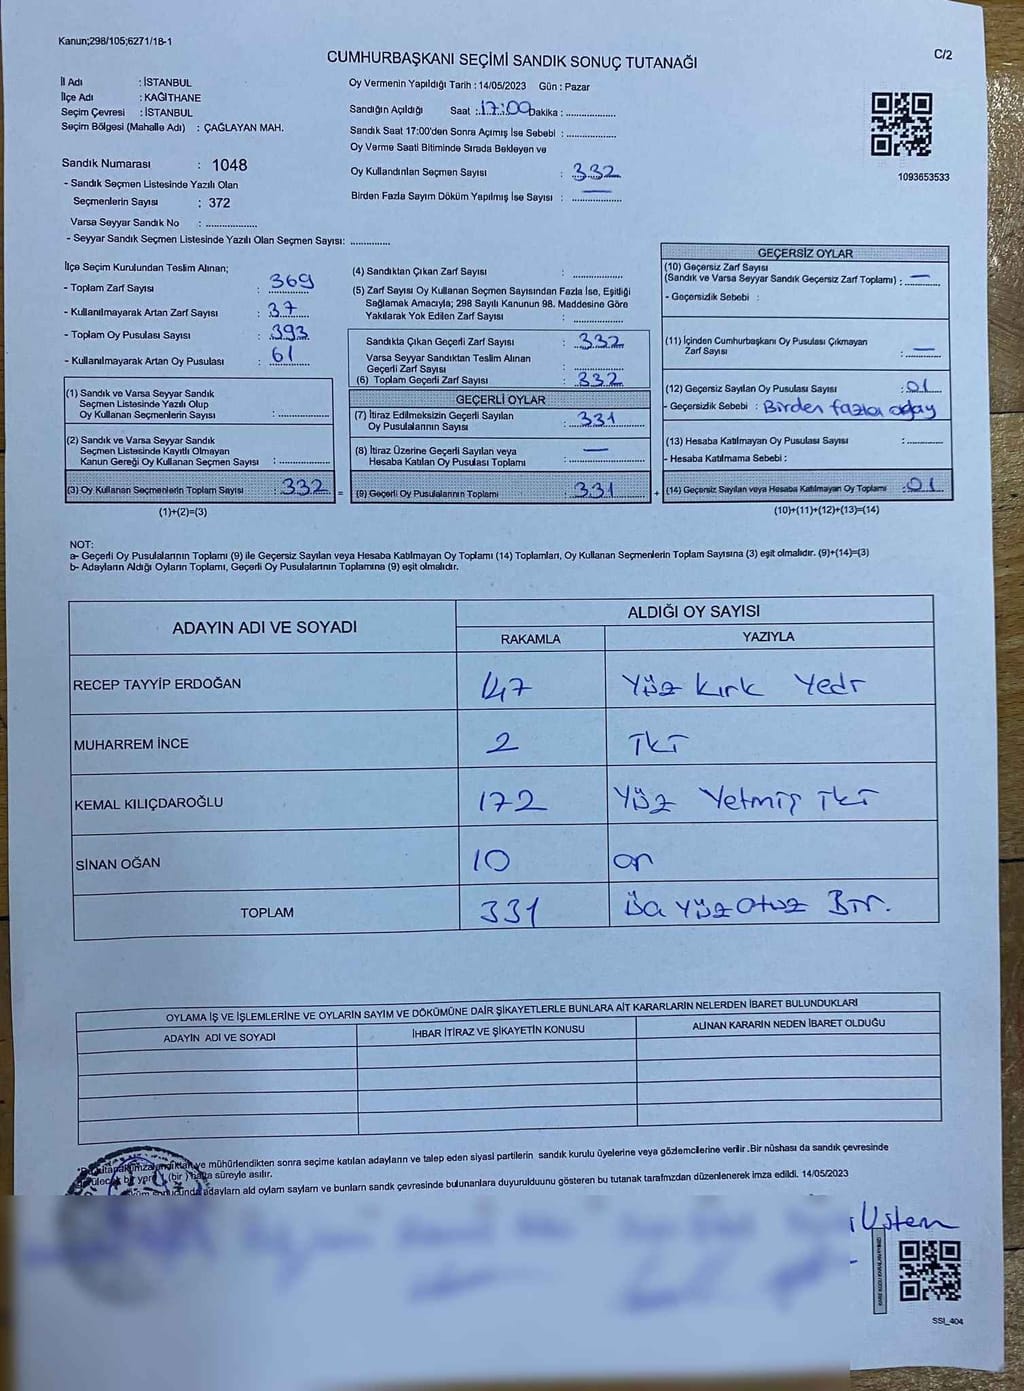 Kanun;298/105;6271/18-1
C/2
CUMHURBAŞKANI SEÇİMİ SANDIK SONUÇ TUTANAĞI
İl Adı : İSTANBUL
İlçe Adı : KAĞITHANE
Seçim Çevresi : İSTANBUL
Seçim Bölgesi (Mahalle Adı) : ÇAĞLAYAN MAH.
Sandık Numarası : 1048
- Sandık Seçmen Listesinde Yazılı Olan
Seçmenlerin Sayısı : 372
Varsa Seyyar Sandık No : ..................
- Seyyar Sandık Seçmen Listesinde Yazılı Olan Seçmen Sayısı: ..............
Oy Vermenin Yapıldığı Tarih : 14/05/2023 Gün : Pazar
Sandığın Açıldığı Saat : 17:00 Dakika : ..................
Sandık Saat 17:00'den Sonra Açımış İse Sebebi : ..................
Oy Verme Saati Bitiminde Sırada Bekleyen ve
Oy Kullandırılan Seçmen Sayısı : 332
Birden Fazla Sayım Döküm Yapılmış İse Sayısı : —
1093653533
İlçe Seçim Kurulundan Teslim Alınan;
- Toplam Zarf Sayısı : 369
- Kullanılmayarak Artan Zarf Sayısı : 37
- Toplam Oy Pusulası Sayısı : 393
- Kullanılmayarak Artan Oy Pusulası : 61
(1) Sandık ve Varsa Seyyar Sandık
Seçmen Listesinde Yazılı Olup
Oy Kullanan Seçmenlerin Sayısı : ..................
(2) Sandık ve Varsa Seyyar Sandık
Seçmen Listesinde Kayıtlı Olmayan
Kanun Gereği Oy Kullanan Seçmen Sayısı : ..................
(3) Oy Kullanan Seçmenlerin Toplam Sayısı : 332 =
(1)+(2)=(3)
(4) Sandıktan Çıkan Zarf Sayısı : ..................
(5) Zarf Sayısı Oy Kullanan Seçmen Sayısından Fazla İse, Eşitliği
Sağlamak Amacıyla; 298 Sayılı Kanunun 98. Maddesine Göre
Yakılarak Yok Edilen Zarf Sayısı : ..................
Sandıkta Çıkan Geçerli Zarf Sayısı : 332
Varsa Seyyar Sandıktan Teslim Alınan
Geçerli Zarf Sayısı : ..................
(6) Toplam Geçerli Zarf Sayısı : 332
GEÇERLİ OYLAR
(7) İtiraz Edilmeksizin Geçerli Sayılan
Oy Pusulalarının Sayısı : 331
(8) İtiraz Üzerine Geçerli Sayılan veya
Hesaba Katılan Oy Pusulası Toplamı : —
(9) Geçerli Oy Pusulalarının Toplamı : 331 +
GEÇERSİZ OYLAR
(10) Geçersiz Zarf Sayısı
(Sandık ve Varsa Seyyar Sandık Geçersiz Zarf Toplamı) : —
- Geçersizlik Sebebi :
(11) İçinden Cumhurbaşkanı Oy Pusulası Çıkmayan
Zarf Sayısı : —
(12) Geçersiz Sayılan Oy Pusulası Sayısı : 01
- Geçersizlik Sebebi : Birden fazla aday
(13) Hesaba Katılmayan Oy Pusulası Sayısı : ..................
- Hesaba Katılmama Sebebi :
(14) Geçersiz Sayılan veya Hesaba Katılmayan Oy Toplamı : 01
(10)+(11)+(12)+(13)=(14)
NOT:
a- Geçerli Oy Pusulalarının Toplamı (9) ile Geçersiz Sayılan veya Hesaba Katılmayan Oy Toplamı (14) Toplamları, Oy Kullanan Seçmenlerin Toplam Sayısına (3) eşit olmalıdır. (9)+(14)=(3)
b- Adayların Aldığı Oyların Toplamı, Geçerli Oy Pusulalarının Toplamına (9) eşit olmalıdır.
ADAYIN ADI VE SOYADI
ALDIĞI OY SAYISI
RAKAMLA YAZIYLA
RECEP TAYYİP ERDOĞAN 147 Yüz kırk Yedi
MUHARREM İNCE 2 iki
KEMAL KILIÇDAROĞLU 172 Yüz Yetmiş iki
SİNAN OĞAN 10 on
TOPLAM 331 Üç Yüz Otuz Bir.
OYLAMA İŞ VE İŞLEMLERİNE VE OYLARIN SAYIM VE DÖKÜMÜNE DAİR ŞİKAYETLERLE BUNLARA AİT KARARLARIN NELERDEN İBARET BULUNDUKLARI
ADAYIN ADI VE SOYADI İHBAR İTİRAZ VE ŞİKAYETİN KONUSU ALINAN KARARIN NEDEN İBARET OLDUĞU
ve mühürlendikten sonra seçime katılan adayların ve talep eden siyasi partilerin sandık kurulu üyelerine veya gözlemcilerine verilir .Bir nüshası da sandık çevresinde
(bir ) hafta süreyle asılır.
adayların ald oyların sayların ve bunların sandk çevresinde bulunanlara duyurulduunu gösteren bu tutanak tarafmzdan düzenlenerek imza edildi. 14/05/2023
Üstem
SSI_404